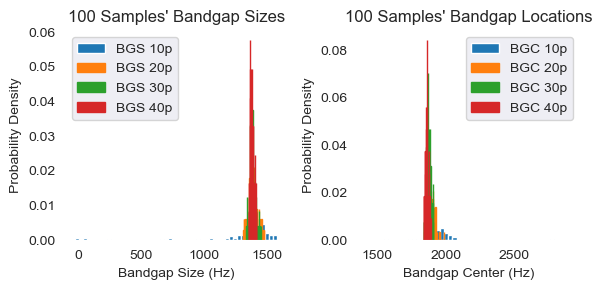 100 Samples' Bandgap Sizes
0.06
0.05
0.04
0.03
0.02
0.01
0.00
Probability Density
BGS 10p
BGS 20p
BGS 30p
BGS 40p
0
500
1000
1500
Bandgap Size (Hz)
100 Samples' Bandgap Locations
0.08
0.06
0.04
0.02
0.00
Probability Density
BGC 10p
BGC 20p
BGC 30p
BGC 40p
1500
2000
2500
Bandgap Center (Hz)